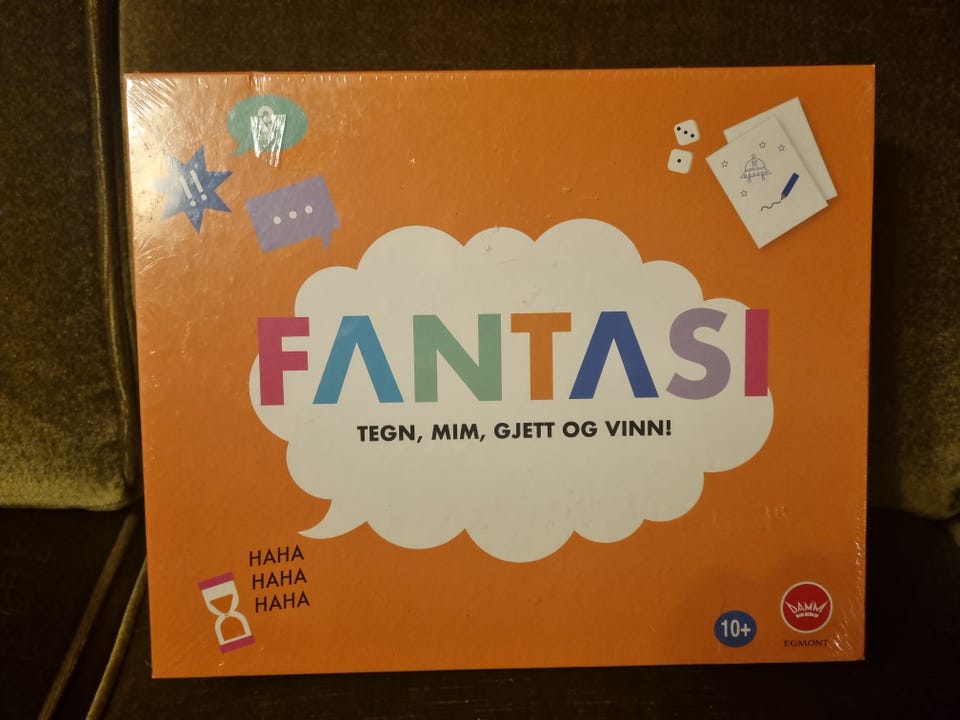 !!
...
FANTASI
TEGN, MIM, GJETT OG VINN!
HAHA
HAHA
HAHA
10+
DAMM
EGMONT